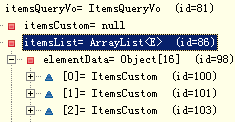 itemsQueryVo= ItemsQueryVo (id=81)
itemsCustom= null
itemsList= ArrayList<E> (id=86)
elementData= Object[16] (id=98)
[0]= ItemsCustom (id=100)
[1]= ItemsCustom (id=101)
[2]= ItemsCustom (id=103)